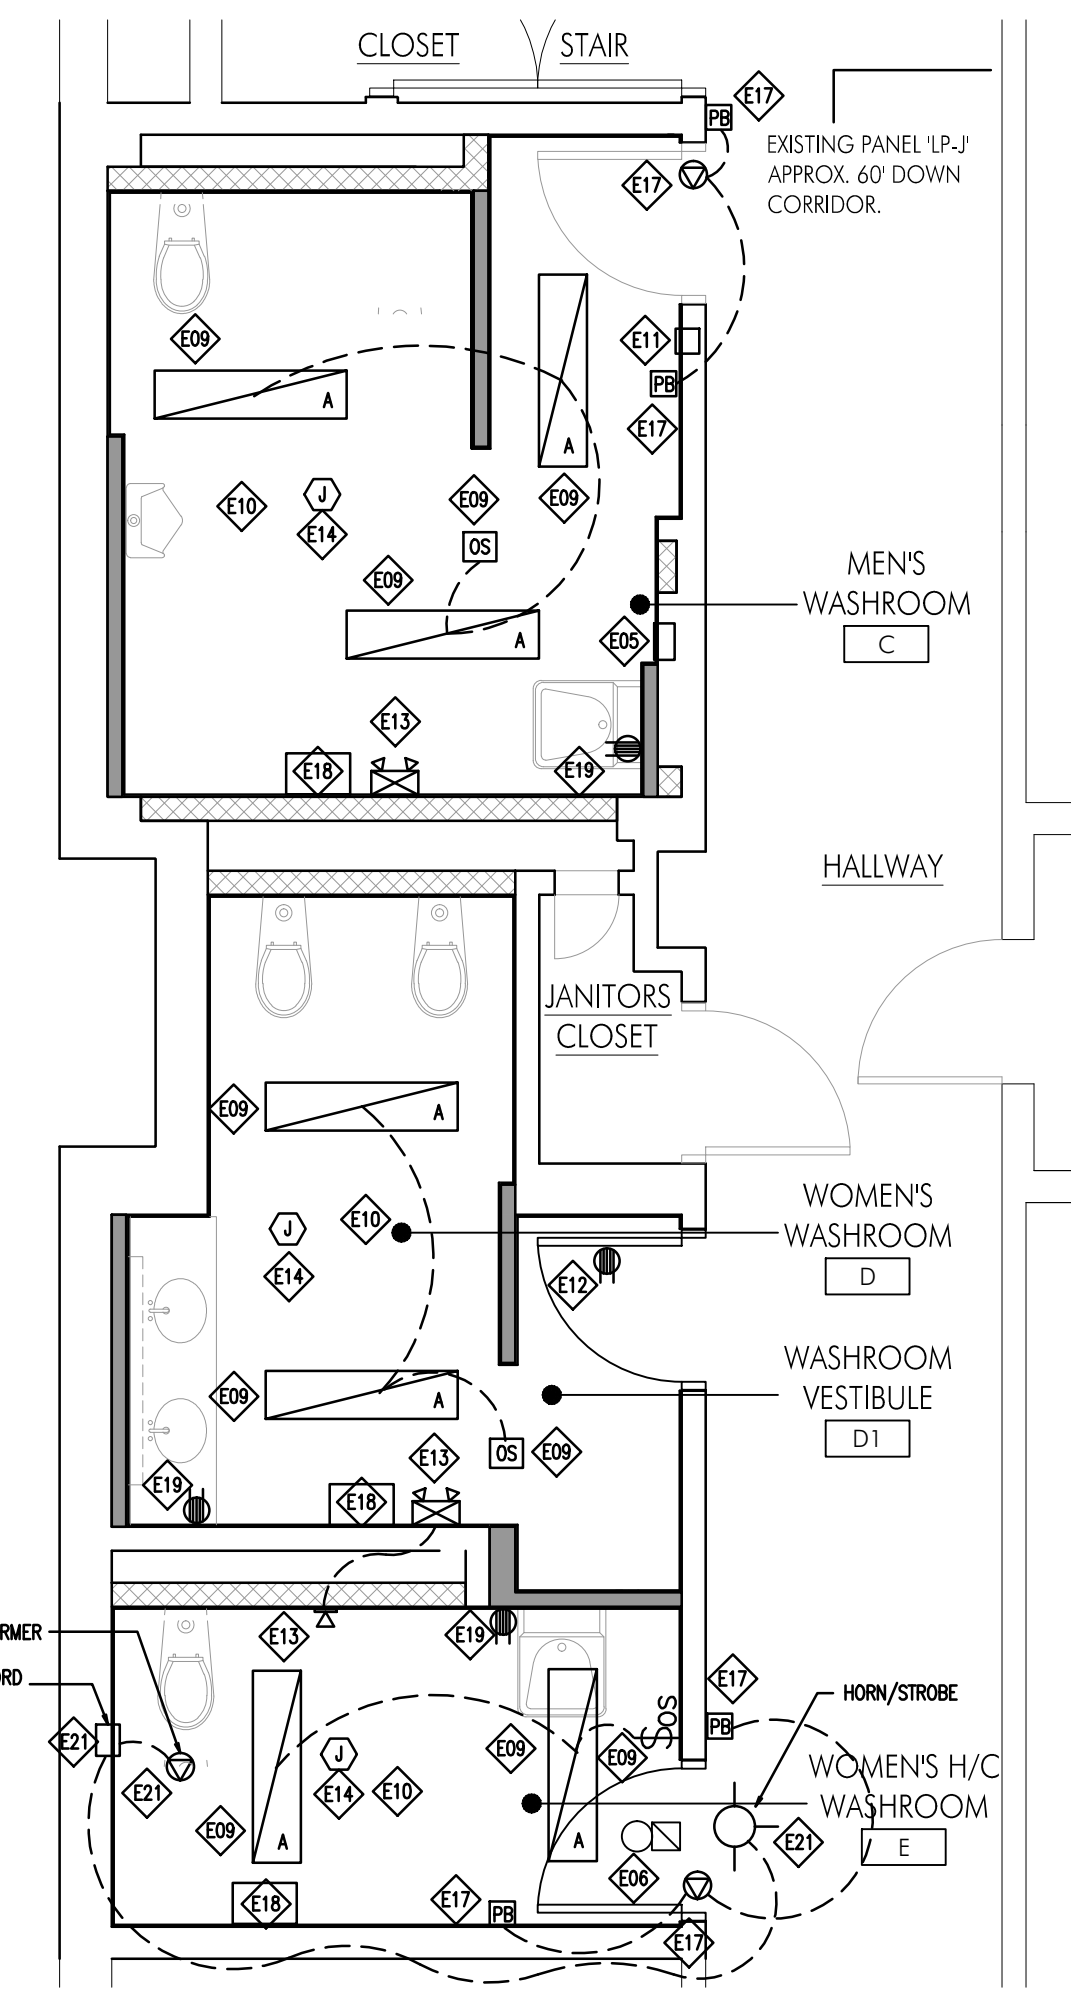 CLOSET
STAIR
E17
PB
EXISTING PANEL 'LP-J'
APPROX. 60' DOWN
CORRIDOR.
E17
E09
E11
PB
A
E17
A
E10
J
E09
E09
E14
OS
E09
MEN'S
WASHROOM
C
A
E05
E13
E18
E19
HALLWAY
JANITORS
CLOSET
E09
A
E10
J
E14
WOMEN'S
WASHROOM
D
E12
WASHROOM
VESTIBULE
D1
E09
A
E13
OS
E09
E19
E18
RMER
E13
E19
ORD
E17
HORN/STROBE
SOS
PB
E21
E09
E09
J
WOMEN'S H/C
WASHROOM
E
E21
E14
E10
E09
A
A
E21
E06
E18
E17
PB
E17